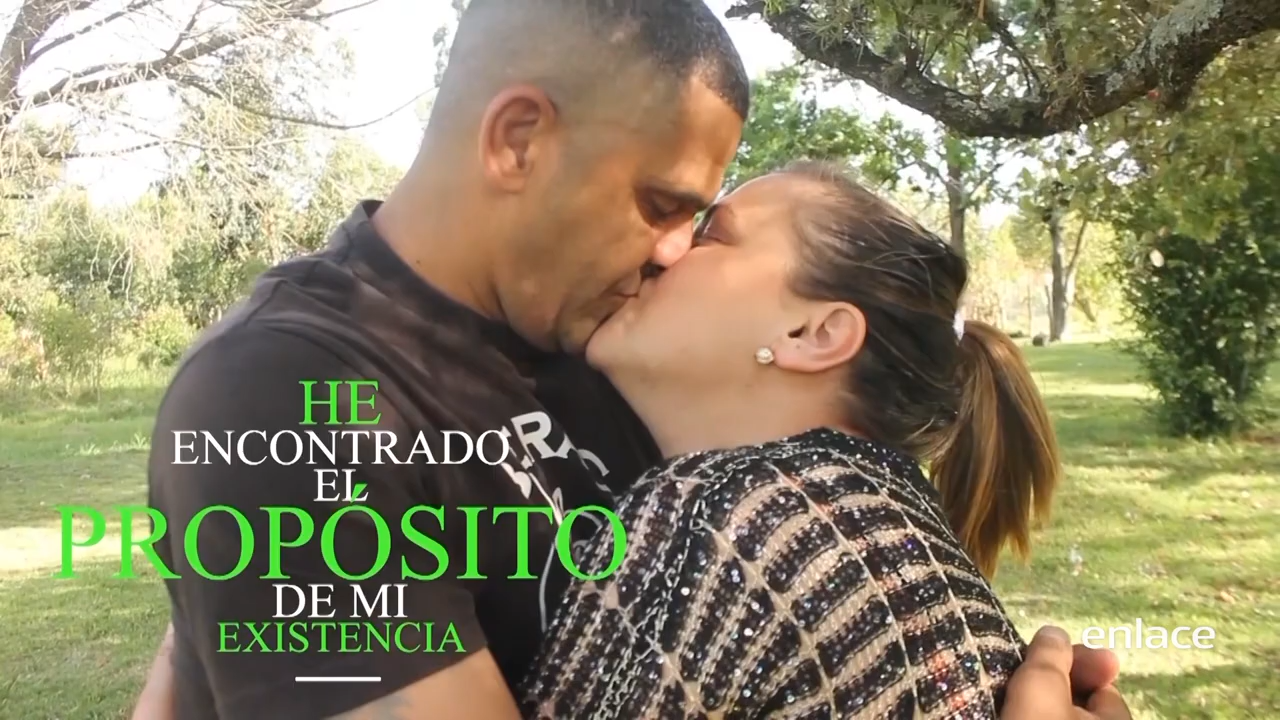 HE
ENCONTRADO
EL
PROPÓSITO
DE MI
EXISTENCIA
enlace